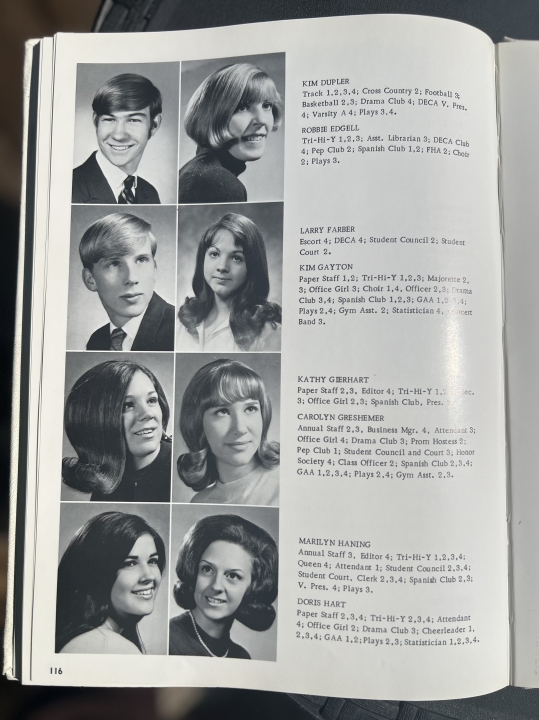 KIM DUPLER
Track 1,2,3,4; Cross Country 2; Football 3;
Basketball 2,3; Drama Club 4; DECA V. Pres.
4; Varsity A 4; Plays 3,4.
ROBBIE EDGELL
Tri-Hi-Y 1,2,3; Asst. Librarian 3; DECA Club
4; Pep Club 2; Spanish Club 1,2; FHA 2; Choir
2; Plays 3.
LARRY FARBER
Escort 4; DECA 4; Student Council 2; Student
Court 2.
KIM GAYTON
Paper Staff 1,2; Tri-Hi-Y 1,2,3; Majorette 2,
3; Office Girl 3; Choir 1,4, Officer 2,3; Drama
Club 3,4; Spanish Club 1,2,3; GAA 1,2,3,4;
Plays 2,4; Gym Asst. 2; Statistician 4,
Band 3.
KATHY GIERHART
Paper Staff 2,3, Editor 4; Tri-Hi-Y
3; Office Girl 2,3; Spanish Club, Pres.
CAROLYN GRESHEMER
Annual Staff 2,3, Business Mgr. 4, Attendant 3;
Office Girl 4; Drama Club 3; Prom Hostess 2;
Pep Club 1; Student Council and Court 3; Honor
Society 4; Class Officer 2; Spanish Club 2,3,4;
GAA 1,2,3,4; Plays 2,4; Gym Asst. 2,3.
MARILYN HANING
Annual Staff 3, Editor 4; Tri-Hi-Y 1,2,3,4;
Queen 4; Attendant 1; Student Council 2,3,4;
Student Court, Clerk 2,3,4; Spanish Club 2,3;
V. Pres. 4; Plays 3.
DORIS HART
Paper Staff 2,3,4; Tri-Hi-Y 2,3,4; Attendant
4; Office Girl 2; Drama Club 3; Cheerleader 1,
2,3,4; GAA 1,2; Plays 2,3; Statistician 1,2,3,4.
116